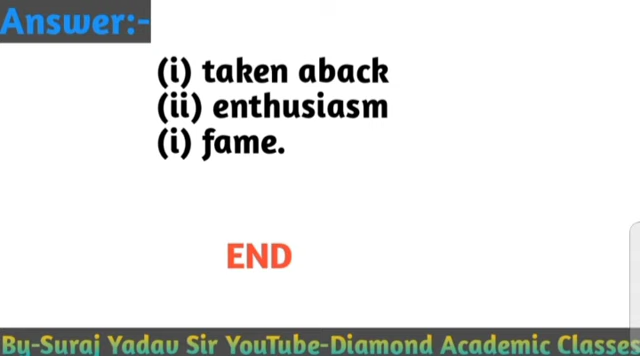 Answer:-
(i) taken aback
(ii) enthusiasm
(i) fame.
END
By-Suraj Yadav Sir YouTube-Diamond Academic Classes